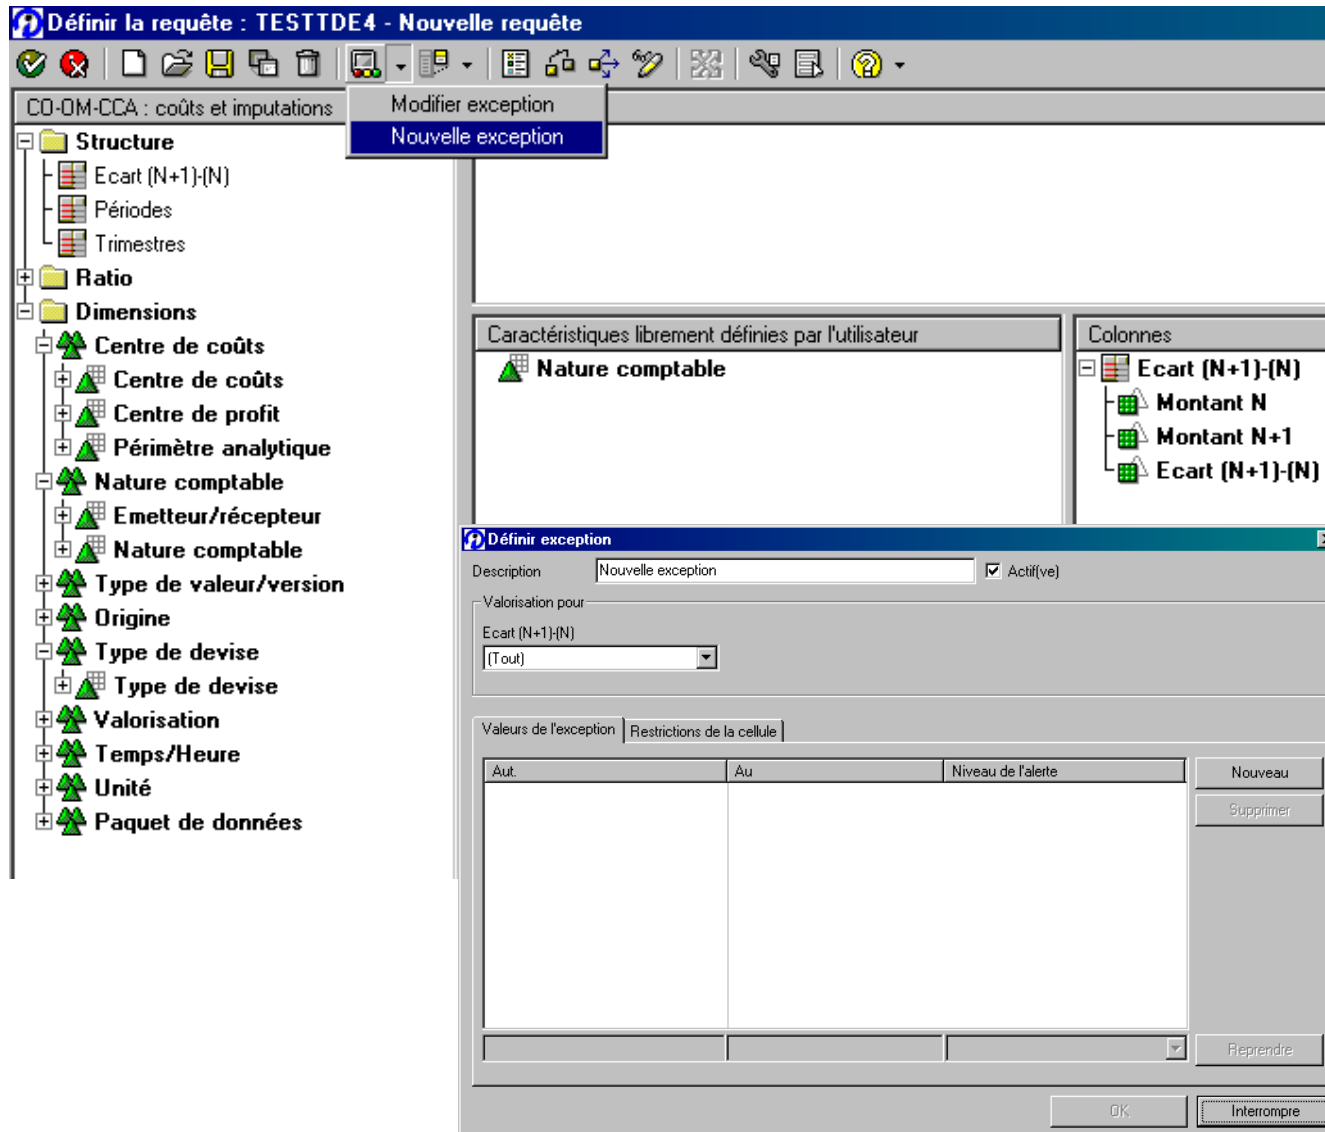 Définir la requête : TESTTDE4 - Nouvelle requête
CO-OM-CCA : coûts et imputations
Modifier exception
Nouvelle exception
Structure
Ecart (N+1)-(N)
Périodes
Trimestres
Ratio
Dimensions
Centre de coûts
Centre de coûts
Centre de profit
Périmètre analytique
Nature comptable
Emetteur/récepteur
Nature comptable
Type de valeur/version
Origine
Type de devise
Type de devise
Valorisation
Temps/Heure
Unité
Paquet de données
Caractéristiques librement définies par l'utilisateur
Nature comptable
Colonnes
Ecart (N+1)-(N)
Montant N
Montant N+1
Ecart (N+1)-(N)
Définir exception
Description Nouvelle exception Actif(ve)
Valorisation pour
Ecart (N+1)-(N)
(Tout)
Valeurs de l'exception Restrictions de la cellule
Aut. Au Niveau de l'alerte Nouveau
Supprimer
Reprendre
OK Interrompre